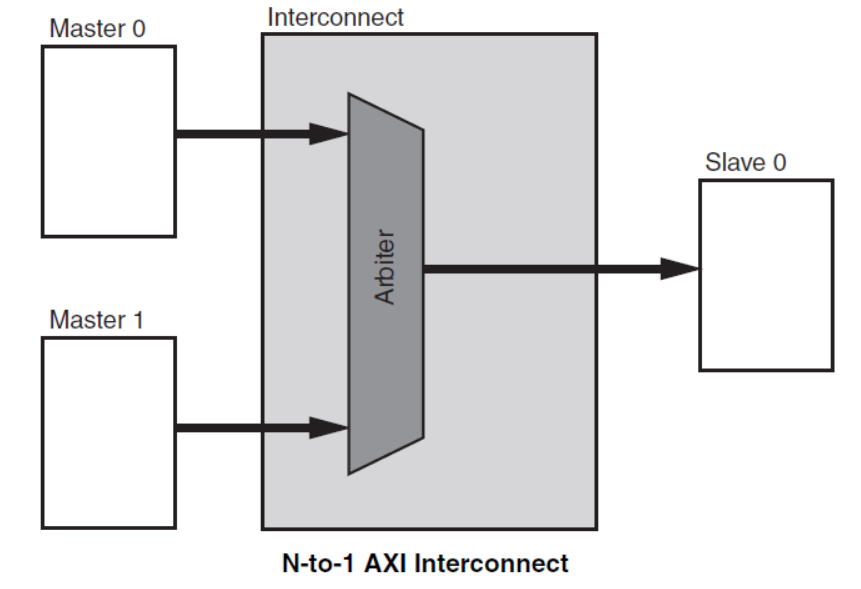 Interconnect
Master 0
Slave 0
Arbiter
Master 1
N-to-1 AXI Interconnect